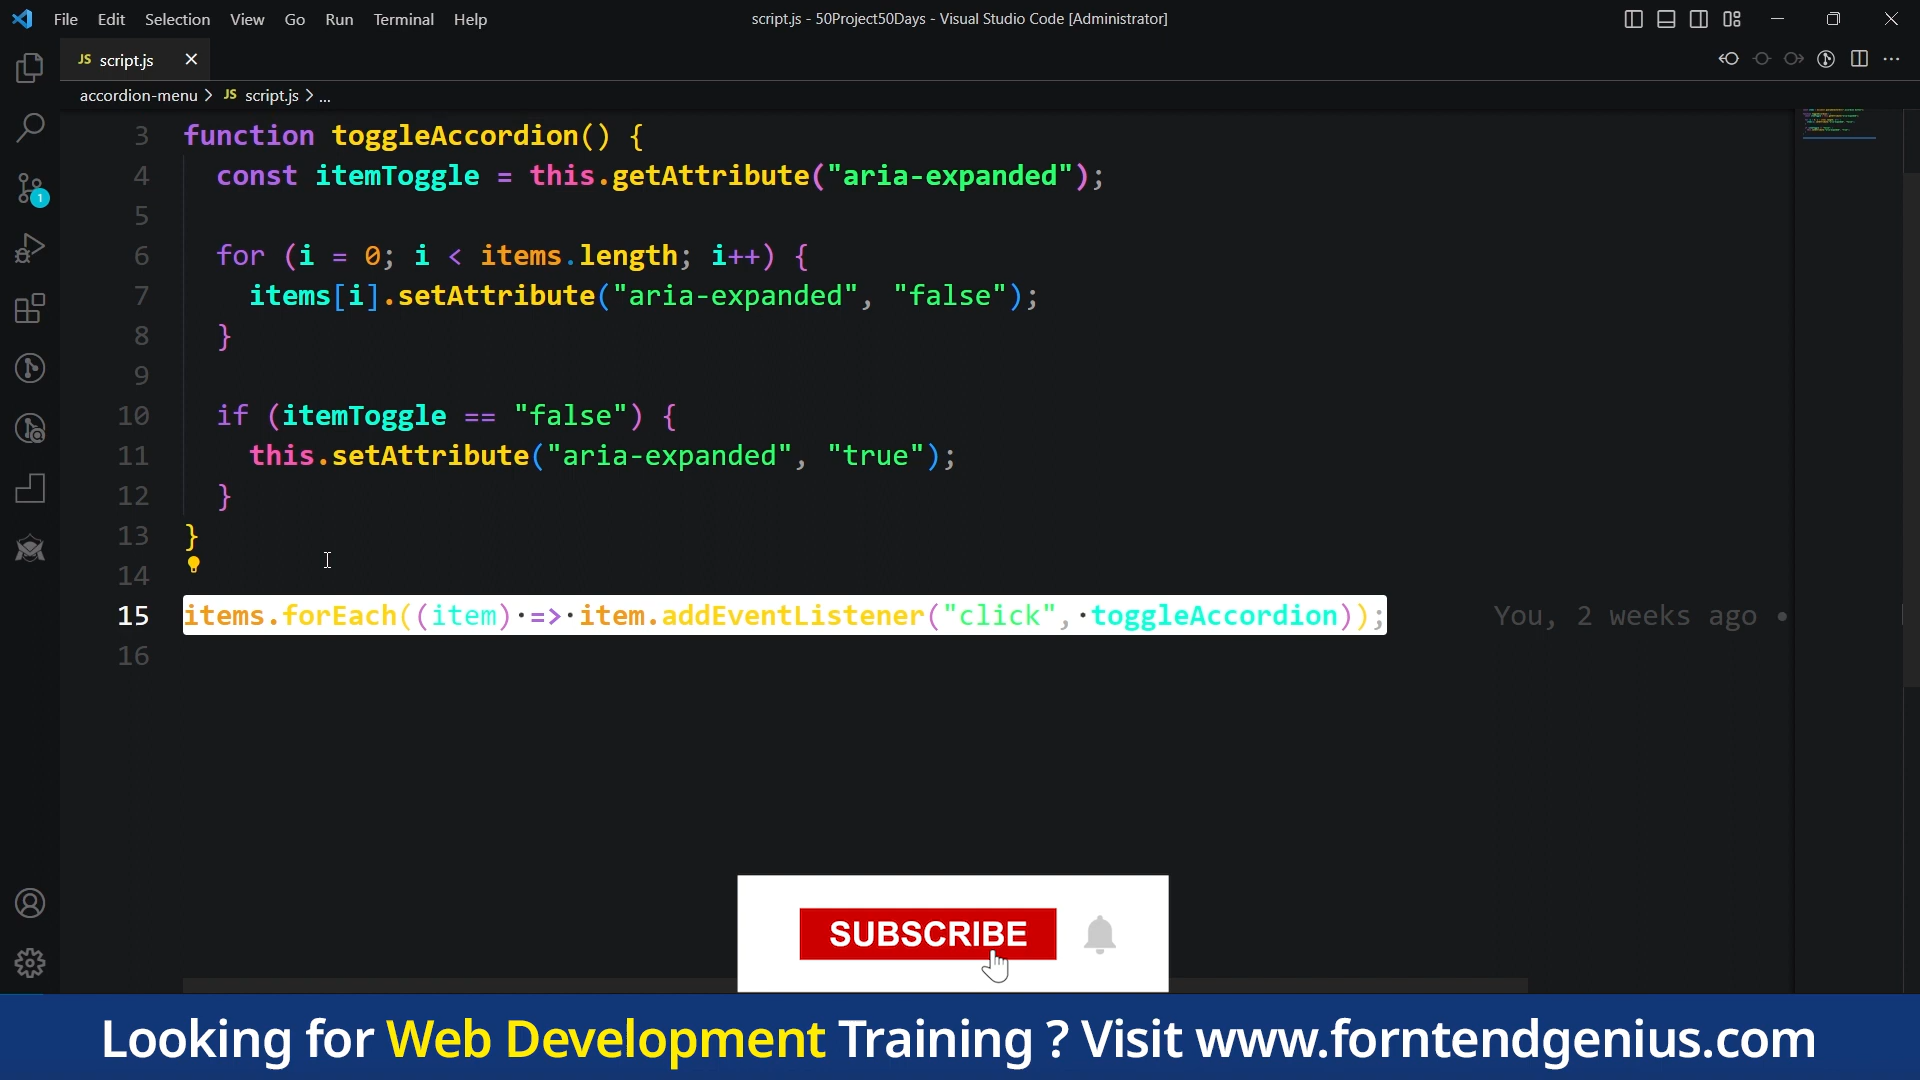 File Edit Selection View Go Run Terminal Help
script.js - 50Project50Days - Visual Studio Code [Administrator]
JS script.js
accordion-menu > JS script.js > ...
3 function toggleAccordion() {
4 const itemToggle = this.getAttribute("aria-expanded");
5
6 for (i = 0; i < items.length; i++) {
7 items[i].setAttribute("aria-expanded", "false");
8 }
9
10 if (itemToggle == "false") {
11 this.setAttribute("aria-expanded", "true");
12 }
13 }
14
15 items.forEach((item)·=>·item.addEventListener("click",·toggleAccordion)); You, 2 weeks ago •
16
1
SUBSCRIBE
Looking for Web Development Training ? Visit www.forntendgenius.com